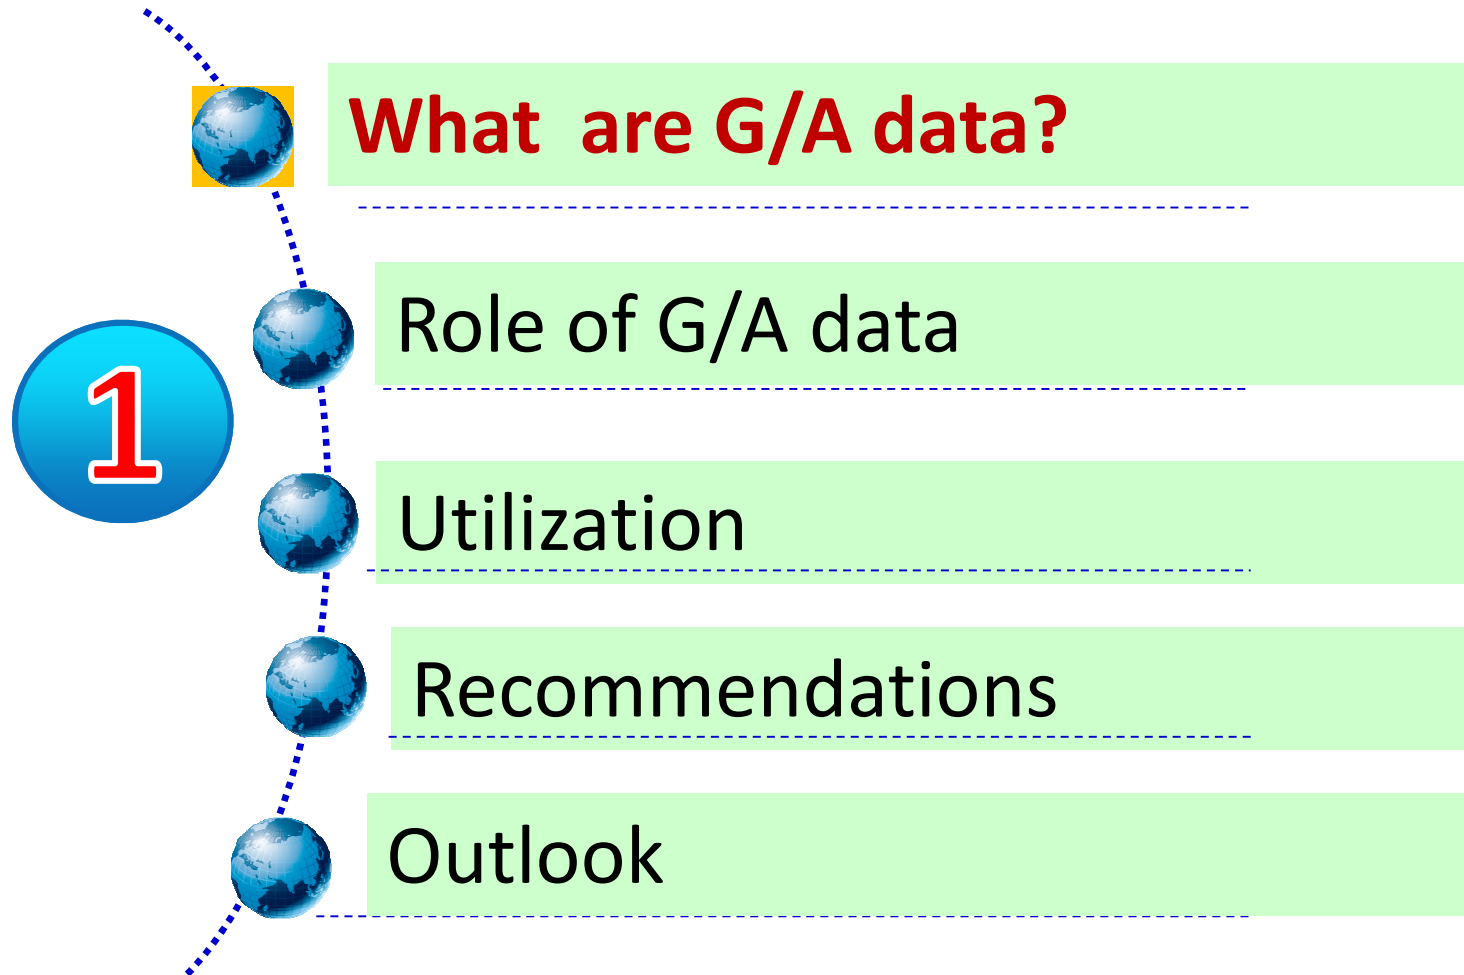 What are G/A data?
Role of G/A data
1
Utilization
Recommendations
Outlook